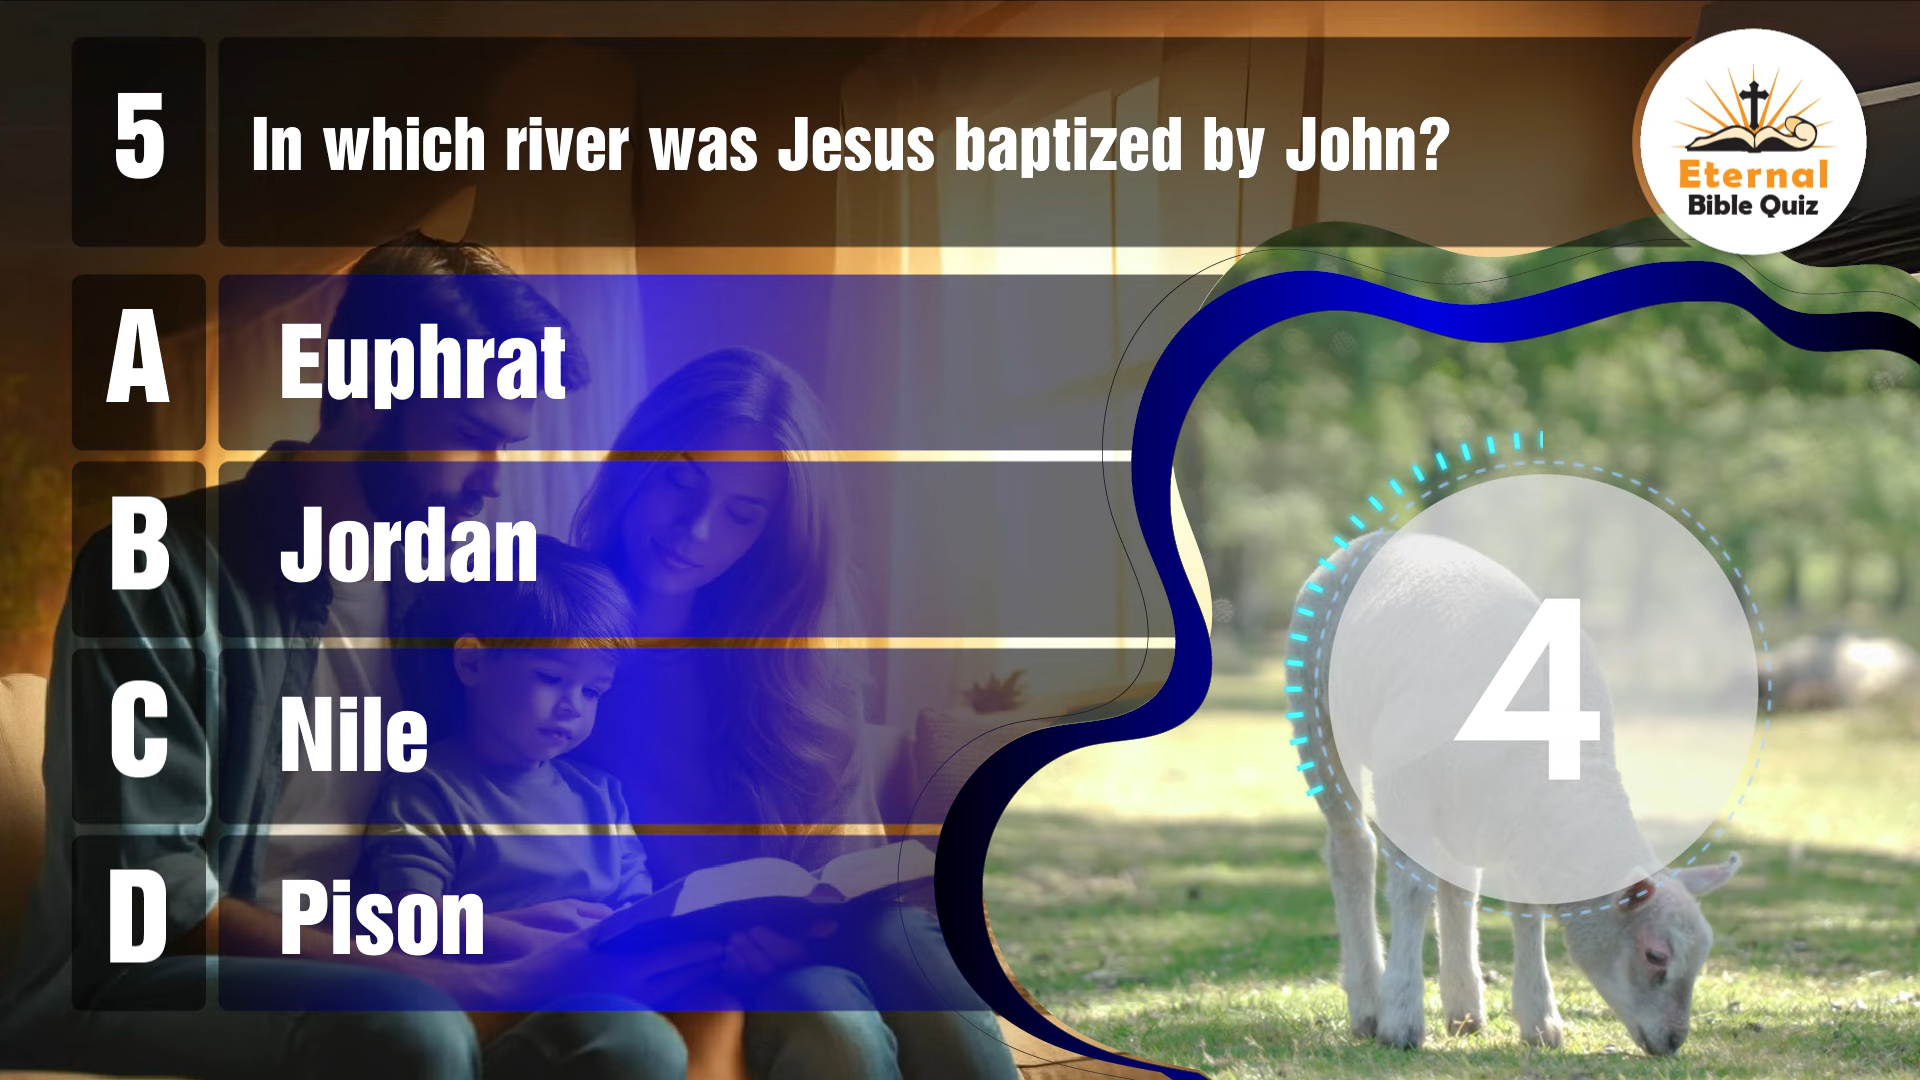 5
In which river was Jesus baptized by John?
Eternal
Bible Quiz
A
Euphrat
B
Jordan
C
Nile
D
Pison
4